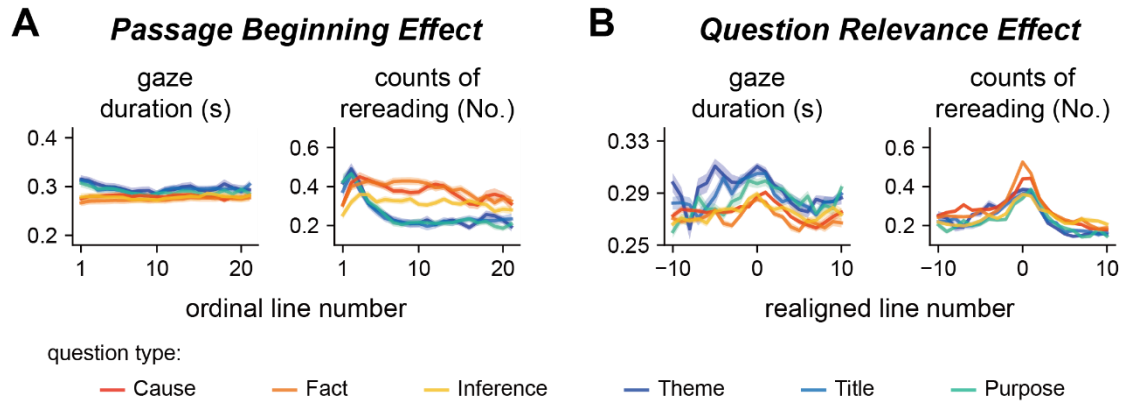 A Passage Beginning Effect
gaze
duration (s)
counts of
rereading (No.)
0.4
0.3
0.2
1 10 20
0.6
0.4
0.2
1 10 20
ordinal line number
B Question Relevance Effect
gaze
duration (s)
counts of
rereading (No.)
0.33
0.29
0.25
−10 0 10
0.6
0.4
0.2
−10 0 10
realigned line number
question type:
Cause Fact Inference Theme Title Purpose